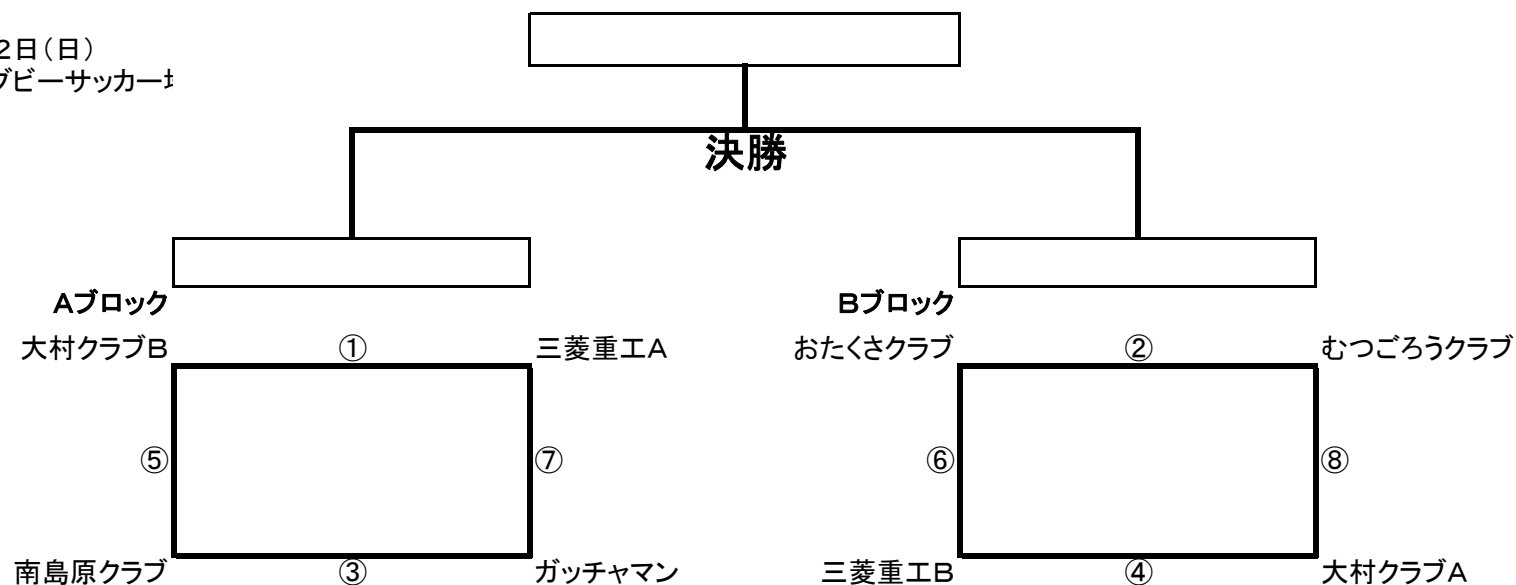 2日(日)
ブビーサッカー
決勝
Aブロック
Bブロック
大村クラブB ① 三菱重工A おたくさクラブ ② むつごろうクラブ
⑤ ⑦ ⑥ ⑧
南島原クラブ ③ ガッチャマン 三菱重工B ④ 大村クラブA